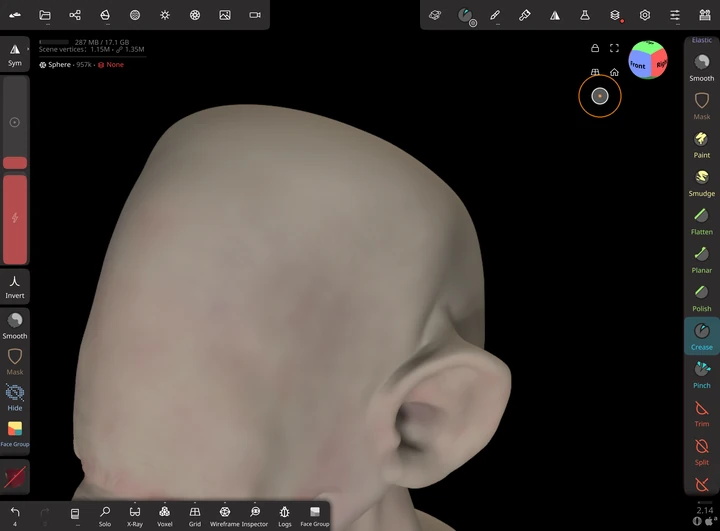 287 MB / 17,1 GB
Scene vertices: 1.15M - 1.35M
Sphere - 957k - None
Sym
Invert
Smooth
Mask
Hide
Face Group
Front
Righ
Elastic
Smooth
Mask
Paint
Smudge
Flatten
Planar
Polish
Crease
Pinch
Trim
Split
2.14
4
Solo
X-Ray
Voxel
Grid
Wireframe
Inspector
Logs
Face Group